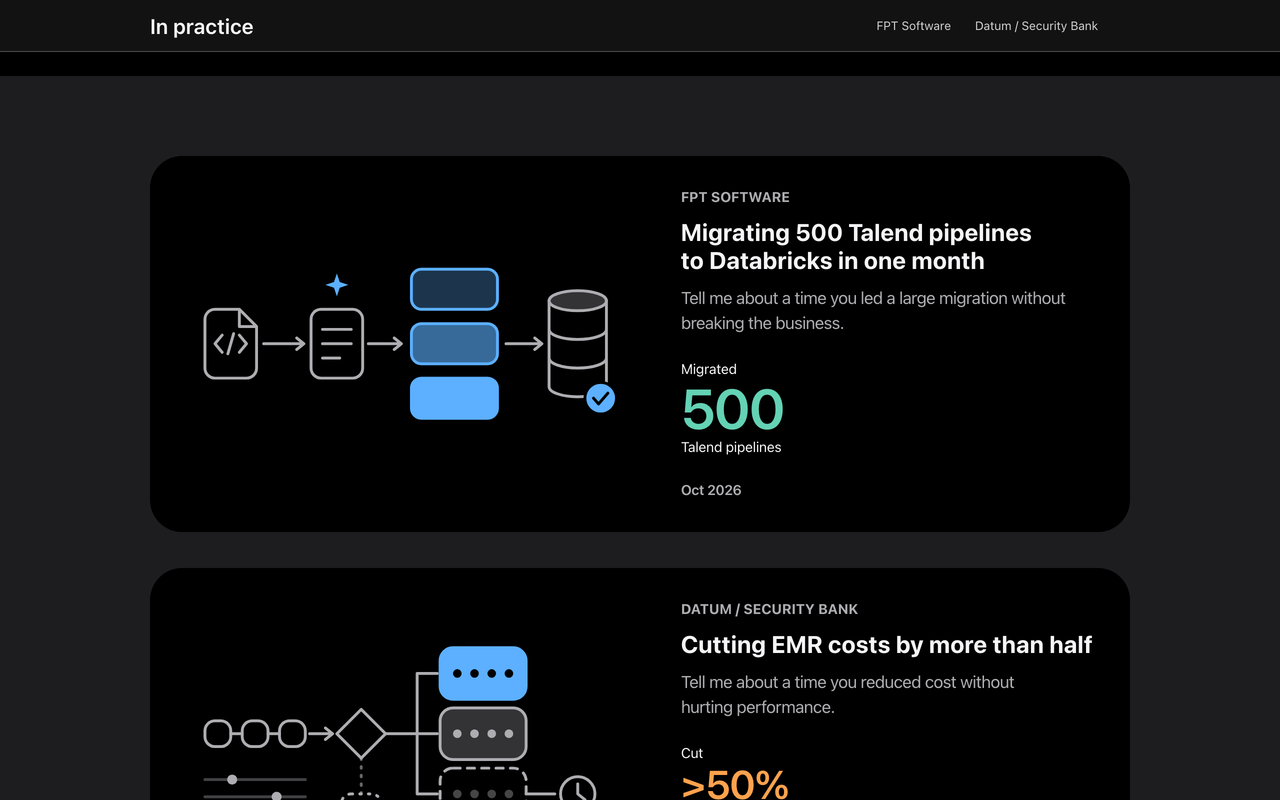 In practice
FPT Software
Datum / Security Bank
FPT SOFTWARE
Migrating 500 Talend pipelines
to Databricks in one month
Tell me about a time you led a large migration without
breaking the business.
Migrated
500
Talend pipelines
Oct 2026
DATUM / SECURITY BANK
Cutting EMR costs by more than half
Tell me about a time you reduced cost without
hurting performance.
Cut
>50%